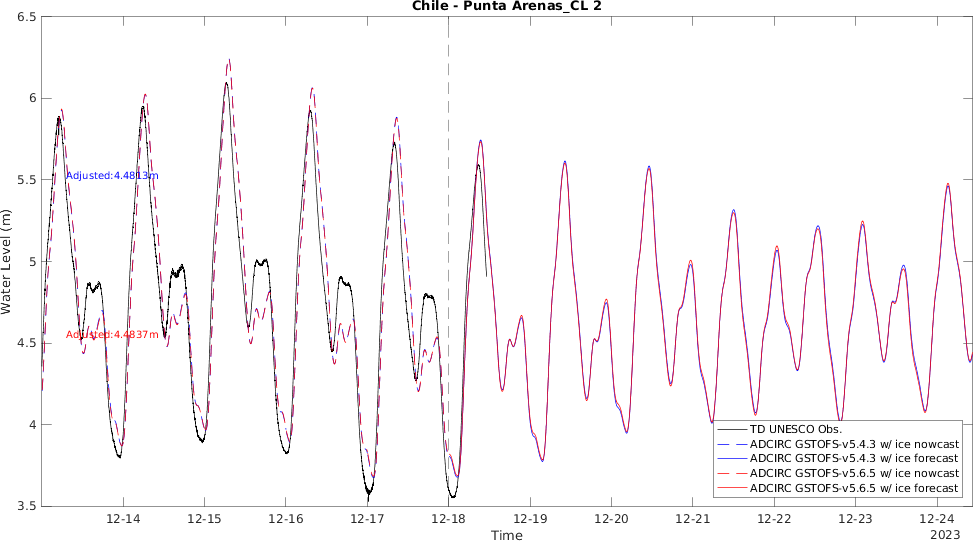 Chile - Punta Arenas_CL 2
6.5
6
5.5
5
4.5
4
3.5
Water Level (m)
Adjusted:4.4813m
Adjusted:4.4837m
TD UNESCO Obs.
ADCIRC GSTOFS-v5.4.3 w/ ice nowcast
ADCIRC GSTOFS-v5.4.3 w/ ice forecast
ADCIRC GSTOFS-v5.6.5 w/ ice nowcast
ADCIRC GSTOFS-v5.6.5 w/ ice forecast
12-14 12-15 12-16 12-17 12-18 12-19 12-20 12-21 12-22 12-23 12-24
Time
2023